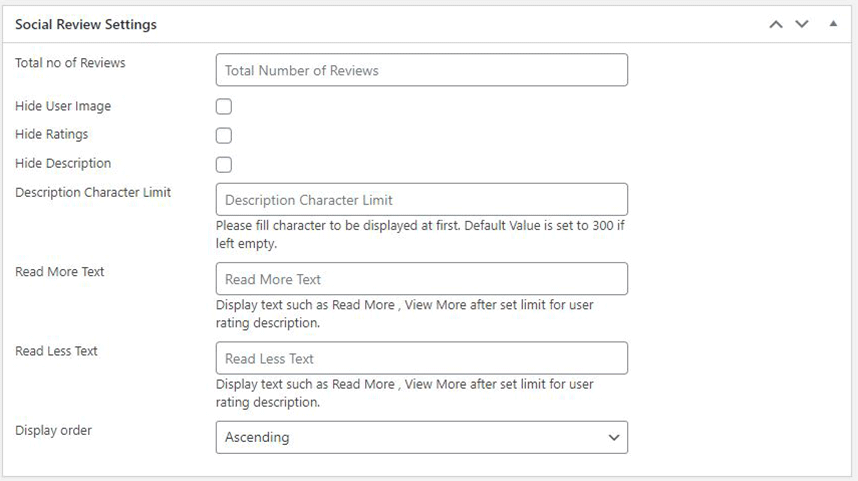 Social Review Settings
Total no of Reviews
Total Number of Reviews
Hide User Image
Hide Ratings
Hide Description
Description Character Limit
Description Character Limit
Please fill character to be displayed at first. Default Value is set to 300 if
left empty.
Read More Text
Read More Text
Display text such as Read More , View More after set limit for user
rating description.
Read Less Text
Read Less Text
Display text such as Read More , View More after set limit for user
rating description.
Display order
Ascending